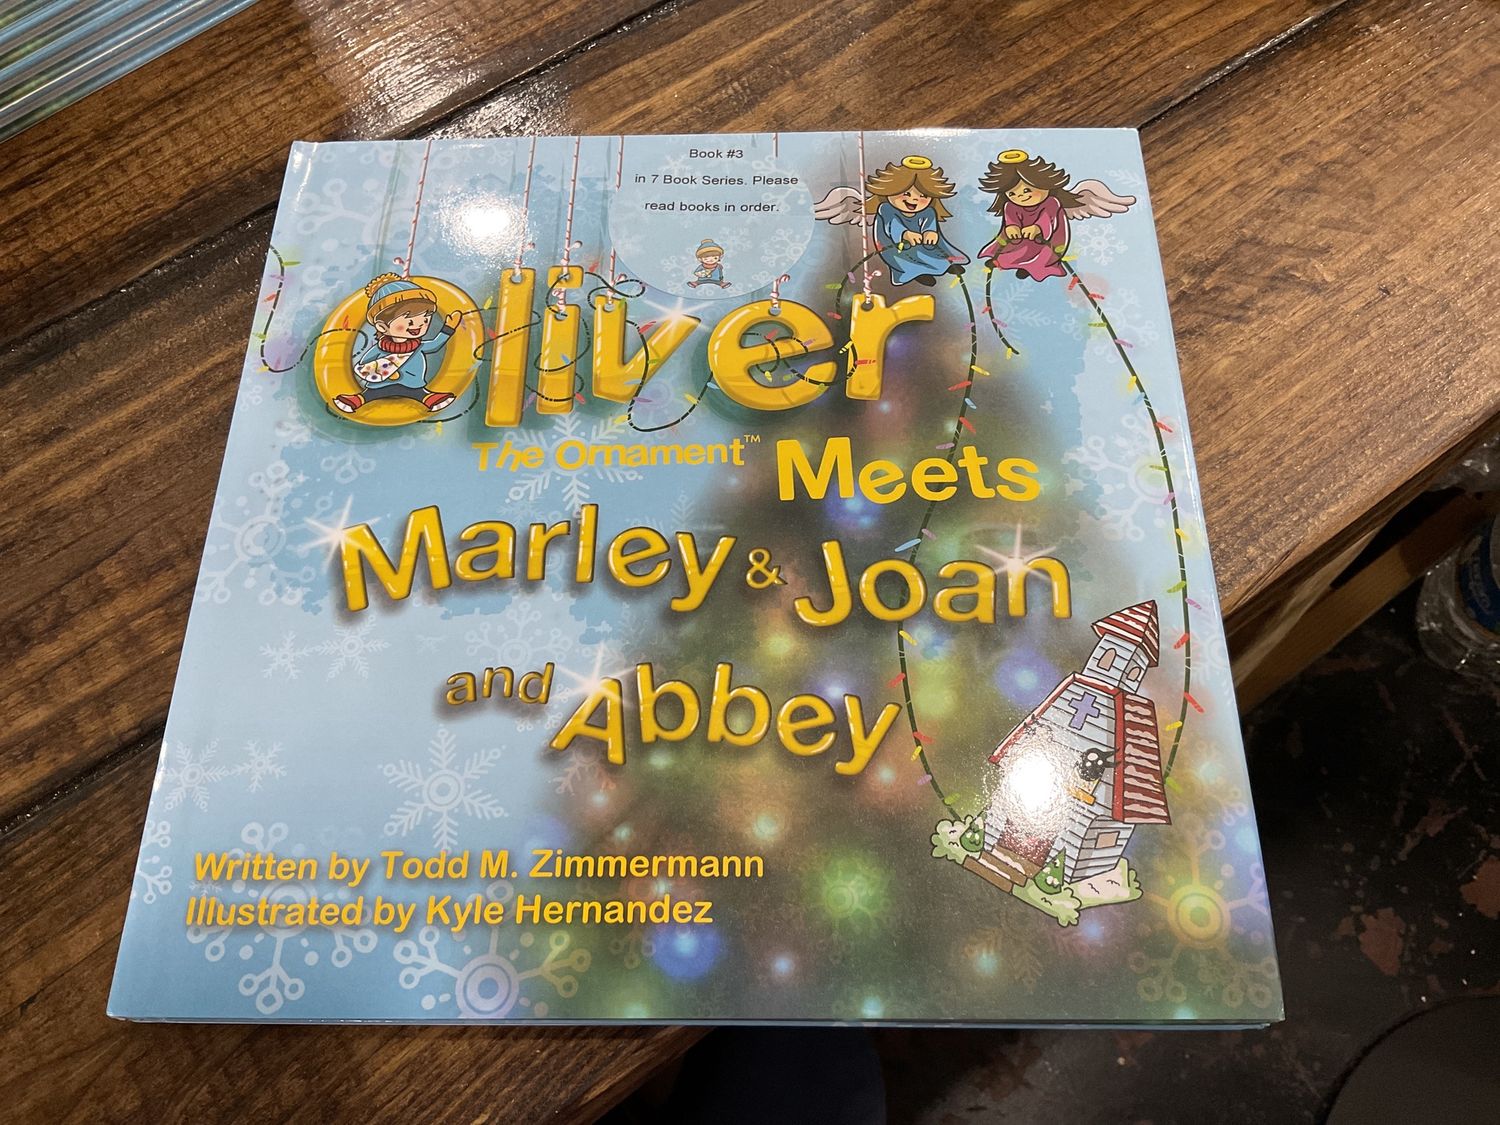 Book #3
in 7 Book Series. Please
read books in order.
Oliver
The Ornament™ Meets
Marley & Joan
and Abbey
Written by Todd M. Zimmermann
Illustrated by Kyle Hernandez